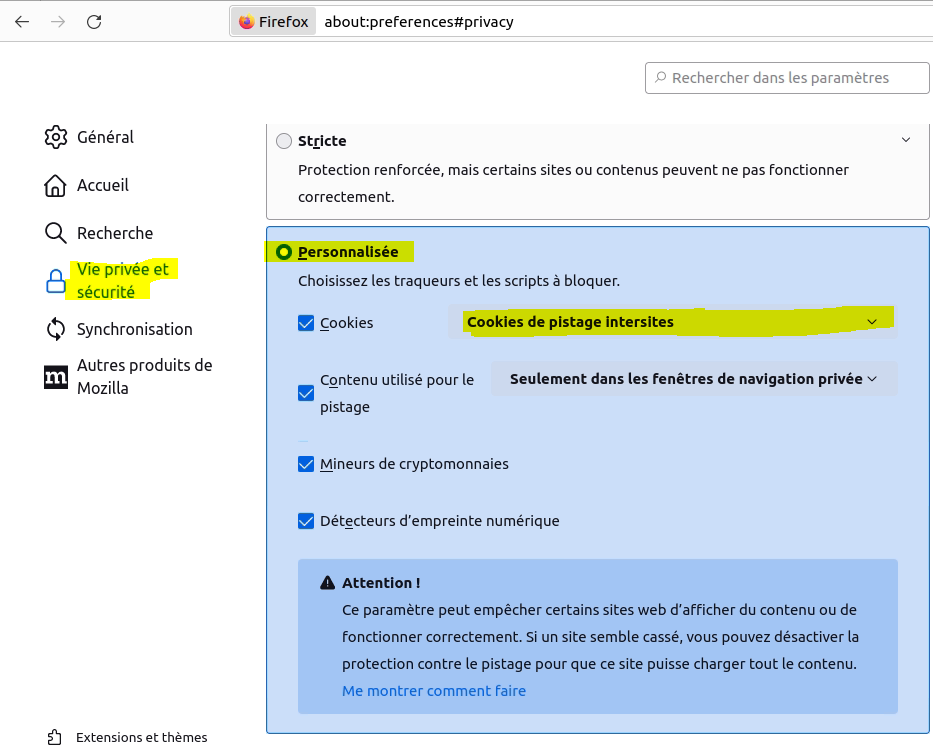 Firefox about:preferences#privacy
Rechercher dans les paramètres
Général
Accueil
Recherche
Vie privée et
sécurité
Synchronisation
m Autres produits de
Mozilla
Extensions et thèmes
Stricte
Protection renforcée, mais certains sites ou contenus peuvent ne pas fonctionner
correctement.
Personnalisée
Choisissez les traqueurs et les scripts à bloquer.
Cookies Cookies de pistage intersites
Contenu utilisé pour le
pistage
Seulement dans les fenêtres de navigation privée
Mineurs de cryptomonnaies
Détecteurs d’empreinte numérique
Attention !
Ce paramètre peut empêcher certains sites web d’afficher du contenu ou de
fonctionner correctement. Si un site semble cassé, vous pouvez désactiver la
protection contre le pistage pour que ce site puisse charger tout le contenu.
Me montrer comment faire